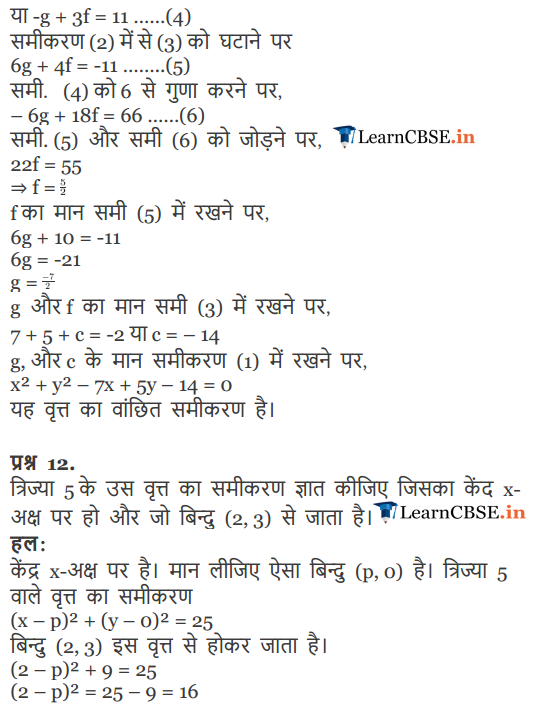 या -g + 3f = 11 ......(4)
समीकरण (2) में से (3) को घटाने पर
6g + 4f = -11 ........(5)
समी. (4) को 6 से गुणा करने पर,
– 6g + 18f = 66 ......(6)
समी. (5) और समी (6) को जोड़ने पर, LearnCBSE.in
22f = 55
⇒ f = 5/2
f का मान समी (5) में रखने पर,
6g + 10 = -11
6g = -21
g = −7/2
g और f का मान समी (3) में रखने पर,
7 + 5 + c = -2 या c = – 14
g, और c के मान समीकरण (1) में रखने पर,
x² + y² – 7x + 5y – 14 = 0
यह वृत्त का वांछित समीकरण है।
प्रश्न 12.
त्रिज्या 5 के उस वृत्त का समीकरण ज्ञात कीजिए जिसका केंद x-
अक्ष पर हो और जो बिन्दु (2, 3) से जाता है। LearnCBSE.in
हल:
केंद्र x-अक्ष पर है। मान लीजिए ऐसा बिन्दु (p, 0) है। त्रिज्या 5
वाले वृत्त का समीकरण
(x – p)² + (y – 0)² = 25
बिन्दु (2, 3) इस वृत्त से होकर जाता है।
(2 – p)² + 9 = 25
(2 – p)² = 25 – 9 = 16